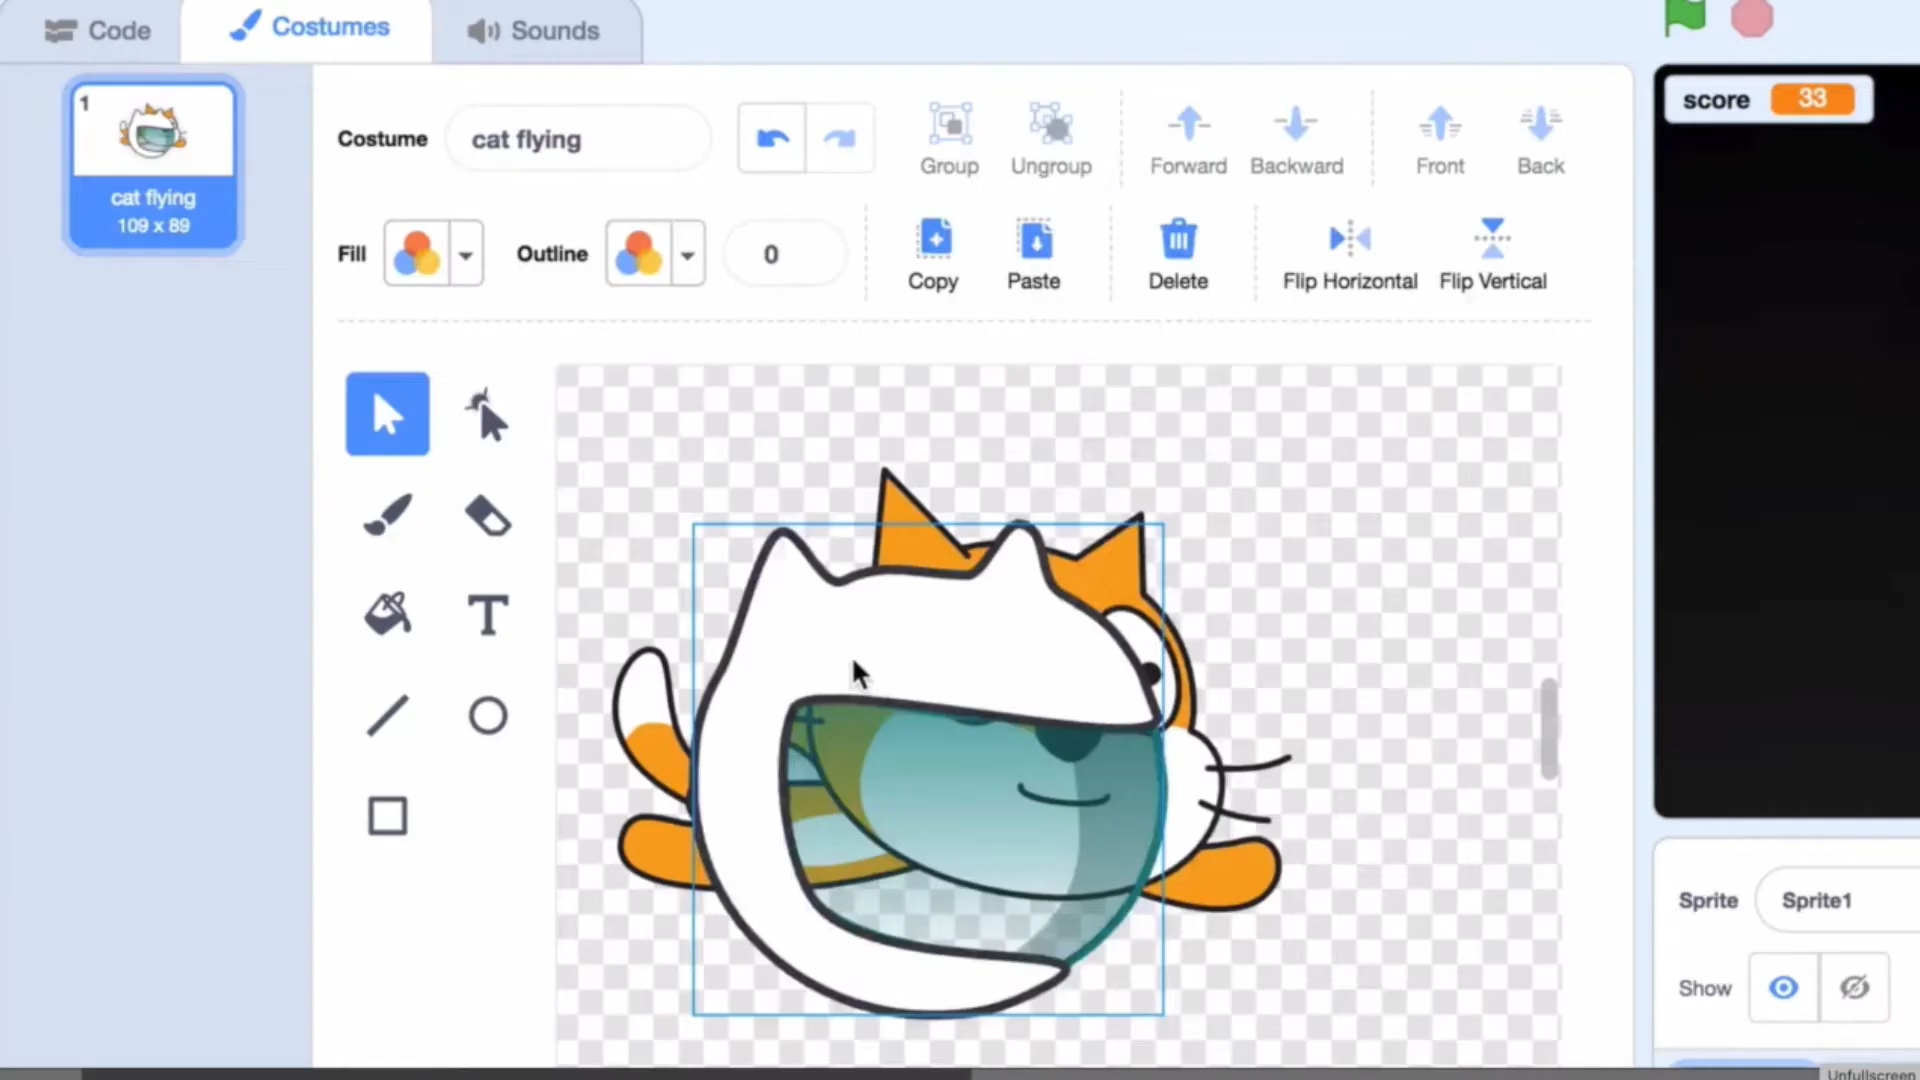 Code
Costumes
Sounds
1
cat flying
109 x 89
Costume
cat flying
Group
Ungroup
Forward
Backward
Front
Back
Fill
Outline
0
Copy
Paste
Delete
Flip Horizontal
Flip Vertical
T
score 33
Sprite
Sprite1
Show
Unfullscreen